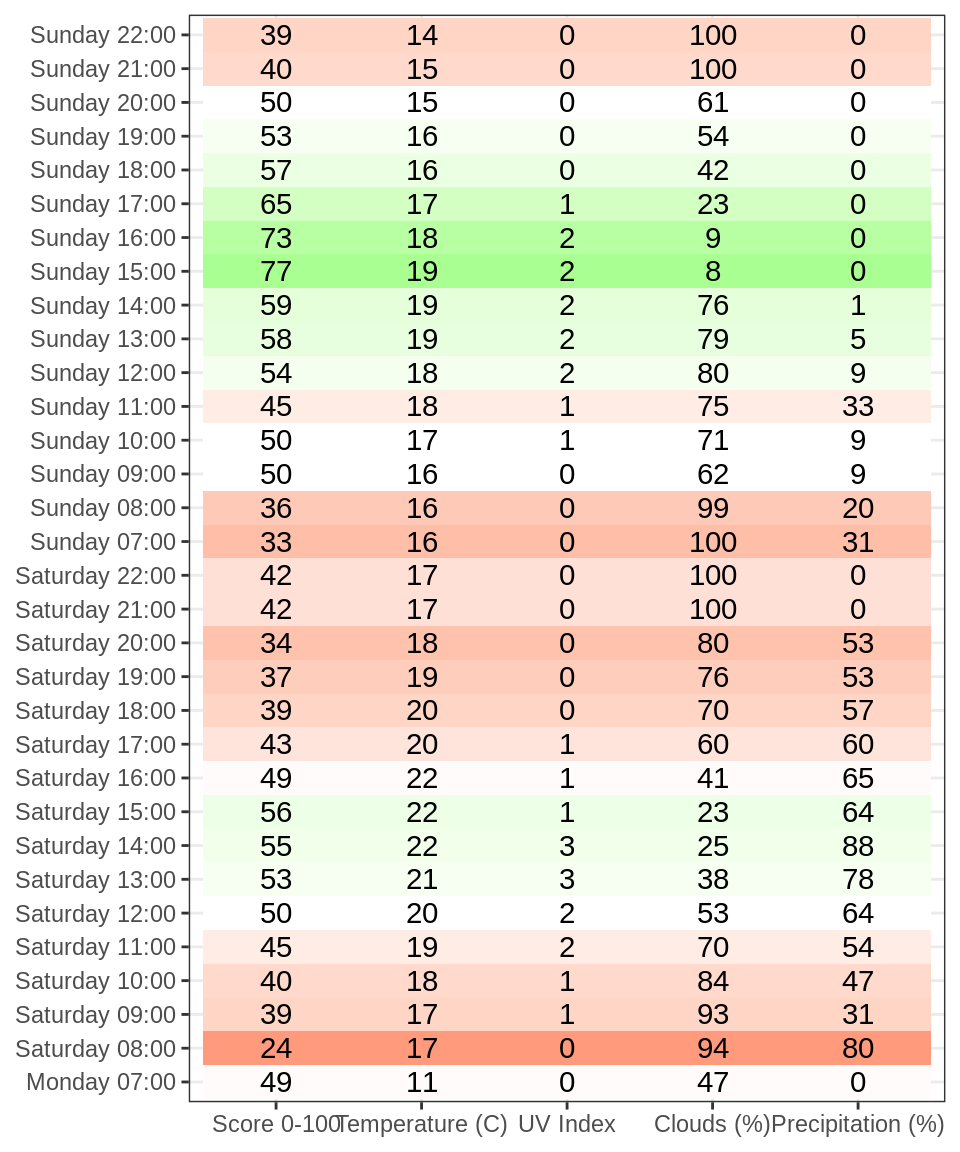 Sunday 22:00 39 14 0 100 0
Sunday 21:00 40 15 0 100 0
Sunday 20:00 50 15 0 61 0
Sunday 19:00 53 16 0 54 0
Sunday 18:00 57 16 0 42 0
Sunday 17:00 65 17 1 23 0
Sunday 16:00 73 18 2 9 0
Sunday 15:00 77 19 2 8 0
Sunday 14:00 59 19 2 76 1
Sunday 13:00 58 19 2 79 5
Sunday 12:00 54 18 2 80 9
Sunday 11:00 45 18 1 75 33
Sunday 10:00 50 17 1 71 9
Sunday 09:00 50 16 0 62 9
Sunday 08:00 36 16 0 99 20
Sunday 07:00 33 16 0 100 31
Saturday 22:00 42 17 0 100 0
Saturday 21:00 42 17 0 100 0
Saturday 20:00 34 18 0 80 53
Saturday 19:00 37 19 0 76 53
Saturday 18:00 39 20 0 70 57
Saturday 17:00 43 20 1 60 60
Saturday 16:00 49 22 1 41 65
Saturday 15:00 56 22 1 23 64
Saturday 14:00 55 22 3 25 88
Saturday 13:00 53 21 3 38 78
Saturday 12:00 50 20 2 53 64
Saturday 11:00 45 19 2 70 54
Saturday 10:00 40 18 1 84 47
Saturday 09:00 39 17 1 93 31
Saturday 08:00 24 17 0 94 80
Monday 07:00 49 11 0 47 0
Score 0-100 Temperature (C) UV Index Clouds (%) Precipitation (%)